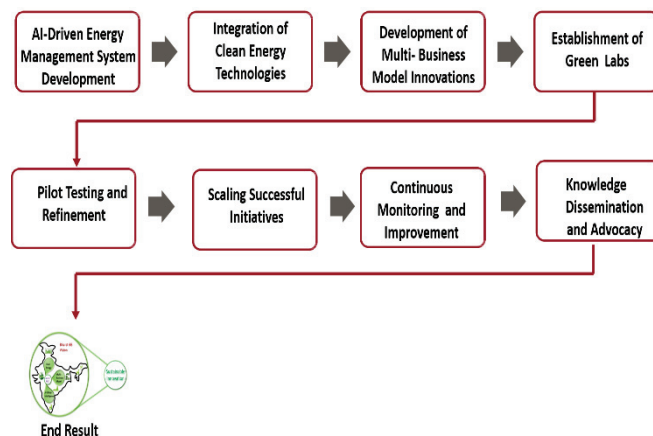 AI-Driven Energy
Management System
Development
Integration of
Clean Energy
Technologies
Development of
Multi- Business
Model Innovations
Establishment of
Green Labs
Pilot Testing and
Refinement
Scaling Successful
Initiatives
Continuous
Monitoring and
Improvement
Knowledge
Dissemination
and Advocacy
End Result